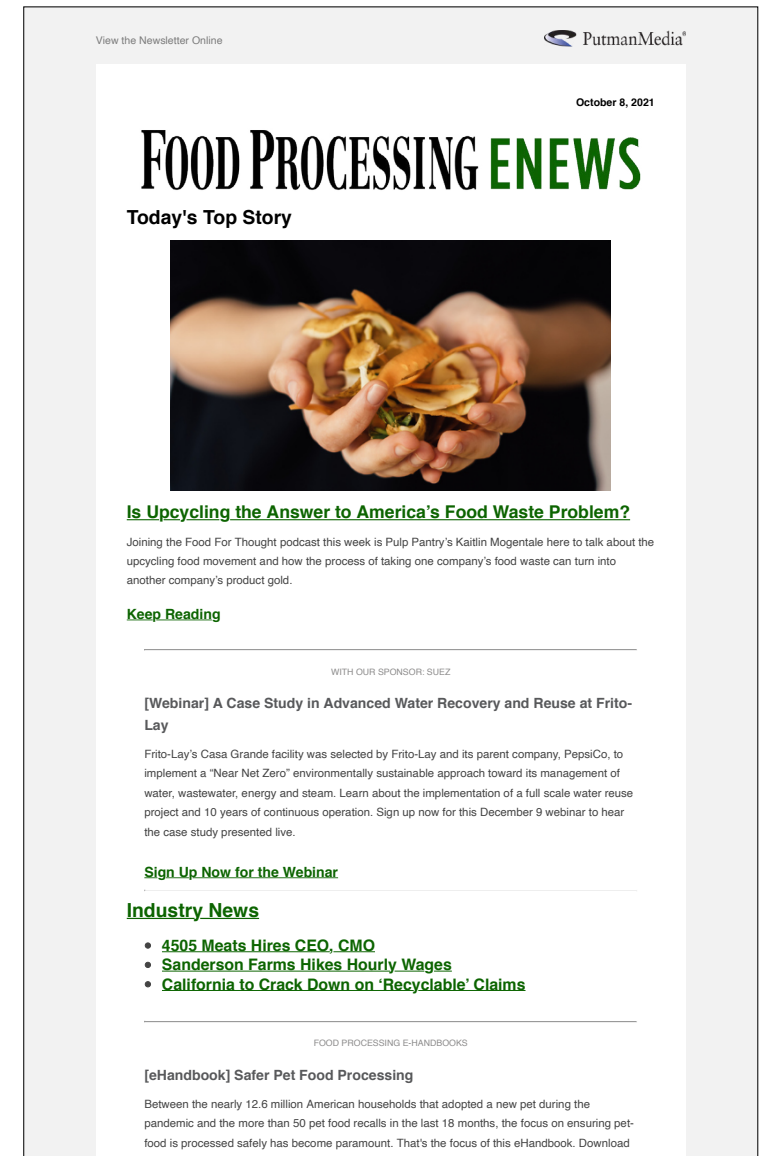 View the Newsletter Online
PutmanMedia®
October 8, 2021
FOOD PROCESSING ENEWS
Today's Top Story
Is Upcycling the Answer to America’s Food Waste Problem?
Joining the Food For Thought podcast this week is Pulp Pantry’s Kaitlin Mogentale here to talk about the
upcycling food movement and how the process of taking one company’s food waste can turn into
another company’s product gold.
Keep Reading
WITH OUR SPONSOR: SUEZ
[Webinar] A Case Study in Advanced Water Recovery and Reuse at Frito-
Lay
Frito-Lay’s Casa Grande facility was selected by Frito-Lay and its parent company, PepsiCo, to
implement a “Near Net Zero” environmentally sustainable approach toward its management of
water, wastewater, energy and steam. Learn about the implementation of a full scale water reuse
project and 10 years of continuous operation. Sign up now for this December 9 webinar to hear
the case study presented live.
Sign Up Now for the Webinar
Industry News
4505 Meats Hires CEO, CMO
Sanderson Farms Hikes Hourly Wages
California to Crack Down on ‘Recyclable’ Claims
FOOD PROCESSING E-HANDBOOKS
[eHandbook] Safer Pet Food Processing
Between the nearly 12.6 million American households that adopted a new pet during the
pandemic and the more than 50 pet food recalls in the last 18 months, the focus on ensuring pet-
food is processed safely has become paramount. That’s the focus of this eHandbook. Download